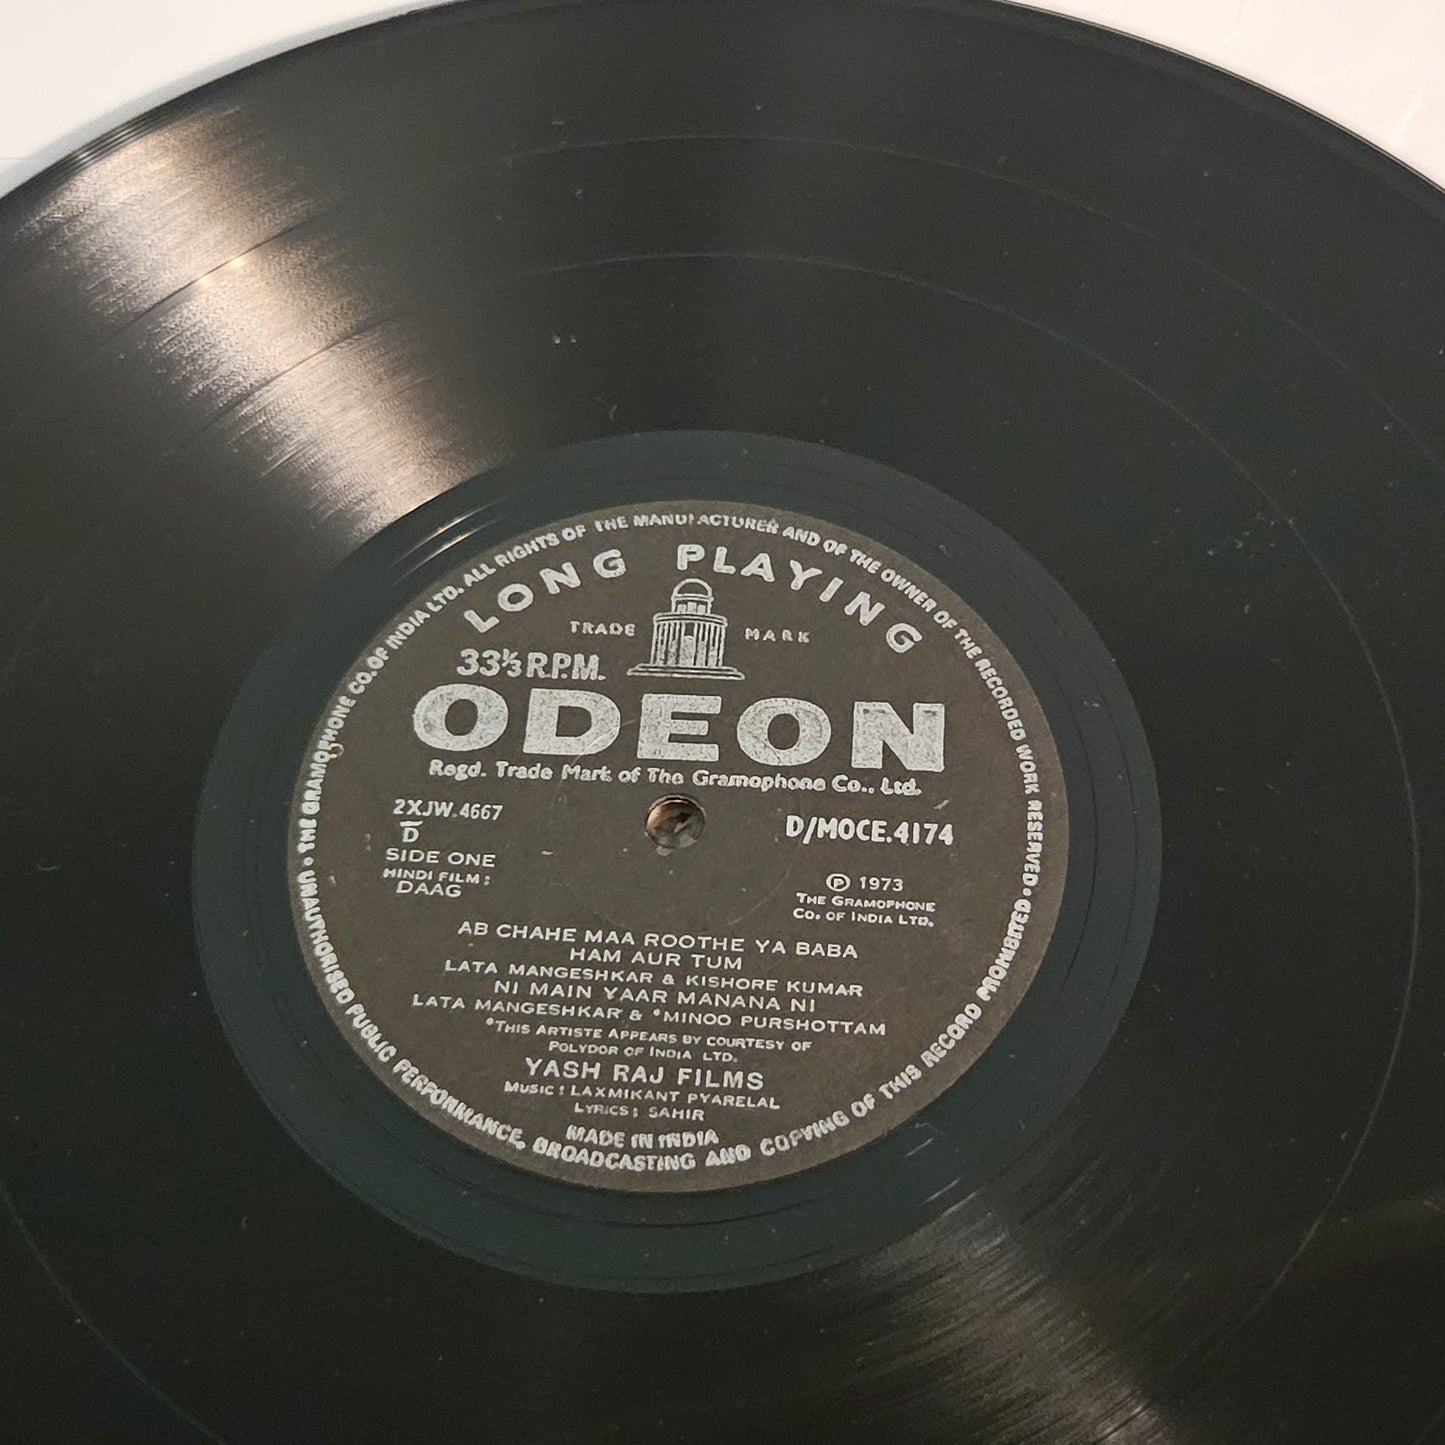 THE GRAMOPHONE CO. OF INDIA LTD. ALL RIGHTS OF THE MANUFACTURER AND OF THE OWNER OF THE RECORDED WORK RESERVED • UNAUTHORISED PUBLIC PERFORMANCE, BROADCASTING AND COPYING OF THIS RECORD PROHIBITED •
LONG PLAYING
TRADE MARK
33⅓ R.P.M.
ODEON
Regd. Trade Mark of The Gramophone Co., Ltd.
2XJW.4667
D/MOCE.4174
D
SIDE ONE
HINDI FILM:
DAAG
Ⓟ 1973
THE GRAMOPHONE
CO. OF INDIA LTD.
AB CHAHE MAA ROOTHE YA BABA
HAM AUR TUM
LATA MANGESHKAR & KISHORE KUMAR
NI MAIN YAAR MANANA NI
LATA MANGESHKAR & *MINOO PURSHOTTAM
*THIS ARTISTE APPEARS BY COURTESY OF
POLYDOR OF INDIA LTD.
YASH RAJ FILMS
MUSIC: LAXMIKANT PYARELAL
LYRICS: SAHIR
MADE IN INDIA